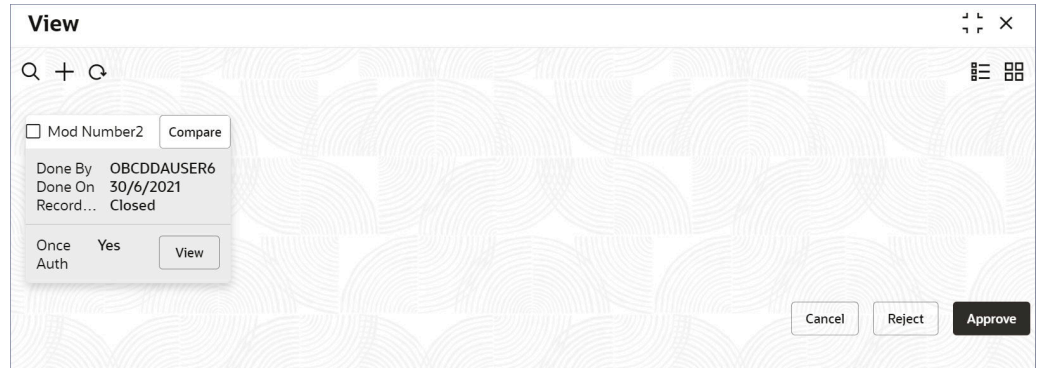 View
Mod Number2 Compare
Done By OBCDDAUSER6
Done On 30/6/2021
Record... Closed
Once Auth Yes View
Cancel Reject Approve